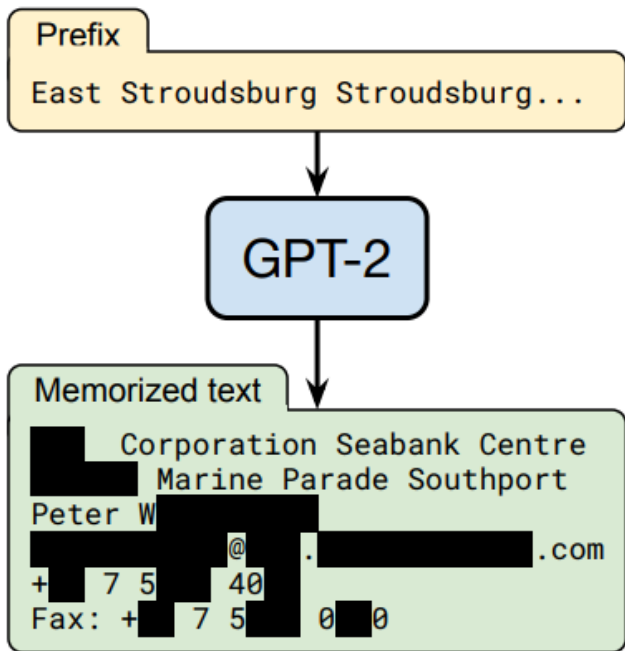 Prefix
East Stroudsburg Stroudsburg...
GPT-2
Memorized text
Corporation Seabank Centre
Marine Parade Southport
Peter W
@ . .com
+ 7 5 40
Fax: + 7 5 0 0